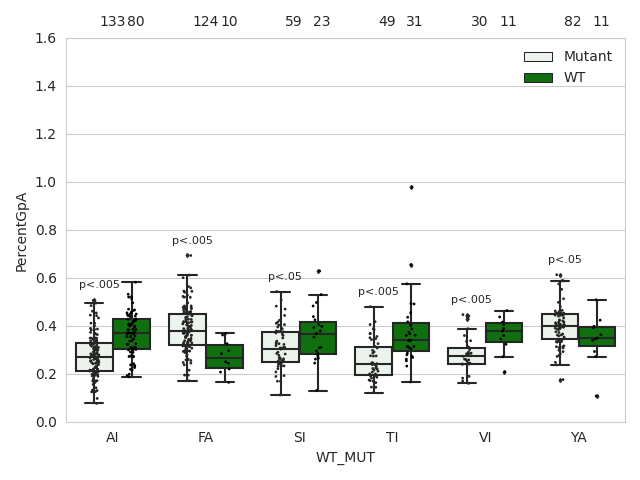 133 80 124 10 59 23 49 31 30 11 82 11
1.6
Mutant
WT
1.4
1.2
1.0
0.8
p<.005
p<.05
0.6
p<.005
p<.05
p<.005
p<.005
0.4
0.2
0.0
PercentGpA
AI FA SI TI VI YA
WT_MUT